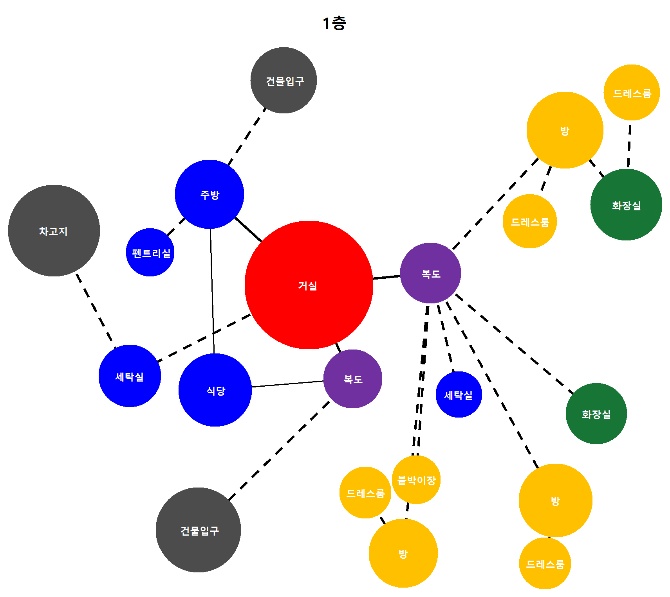 1층
건물입구
드레스룸
방
주방
화장실
드레스룸
차고지
펜트리실
복도
거실
세탁실
식당
복도
세탁실
화장실
붙박이장
드레스룸
방
건물입구
방
드레스룸